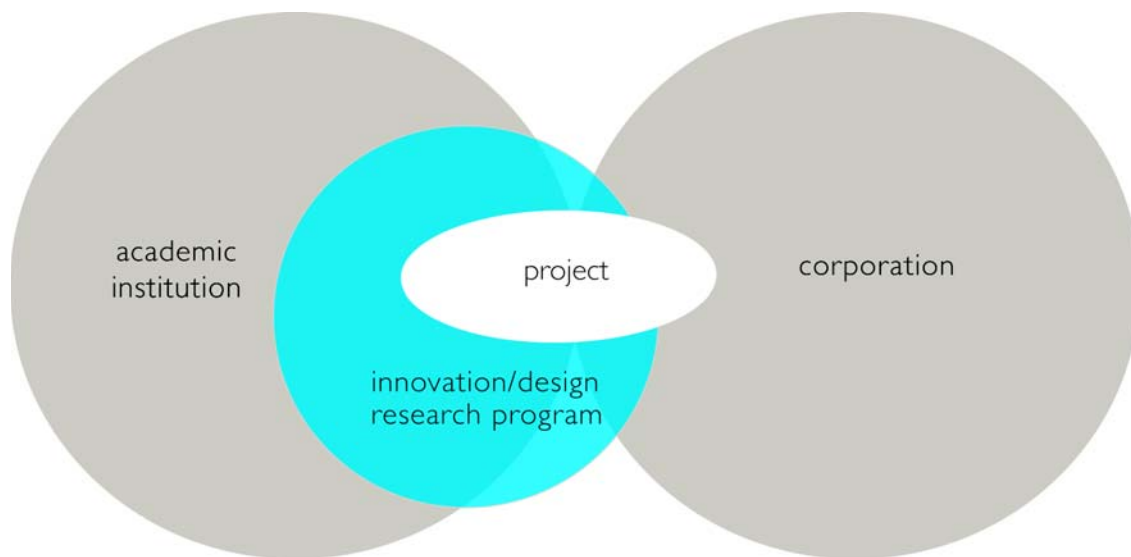 academic
institution
project
corporation
innovation/design
research program